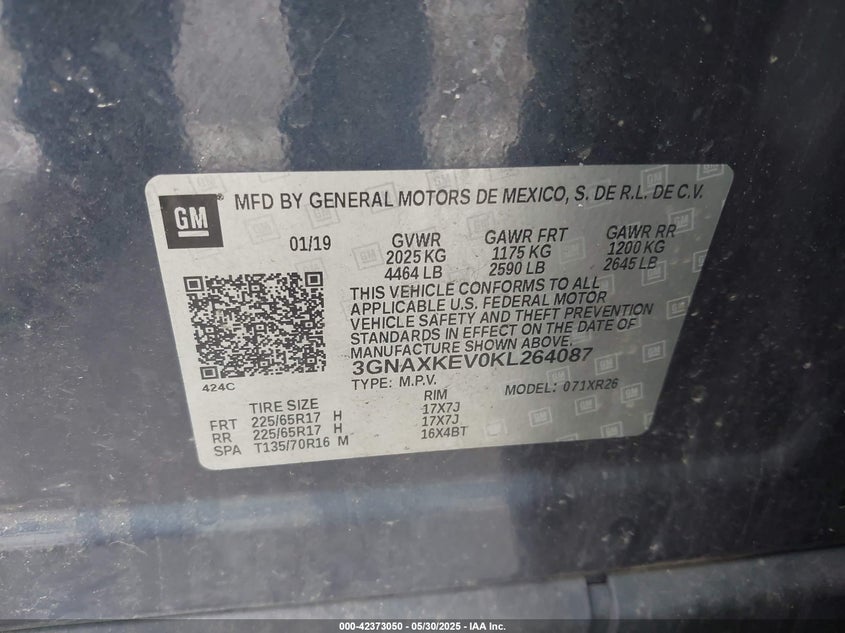 GM
MFD BY GENERAL MOTORS DE MEXICO, S. DE R.L. DE C.V.
01/19 GVWR GAWR FRT GAWR RR
2025 KG 1175 KG 1200 KG
4464 LB 2590 LB 2645 LB
THIS VEHICLE CONFORMS TO ALL
APPLICABLE U.S. FEDERAL MOTOR
VEHICLE SAFETY AND THEFT PREVENTION
STANDARDS IN EFFECT ON THE DATE OF
MANUFACTURE SHOWN ABOVE.
3GNAXKEV0KL264087
424C TYPE: M.P.V. MODEL: 071XR26
TIRE SIZE RIM
FRT 225/65R17 H 17X7J
RR 225/65R17 H 17X7J
SPA T135/70R16 M 16X4BT
000-42373050 - 05/30/2025 - IAA Inc.